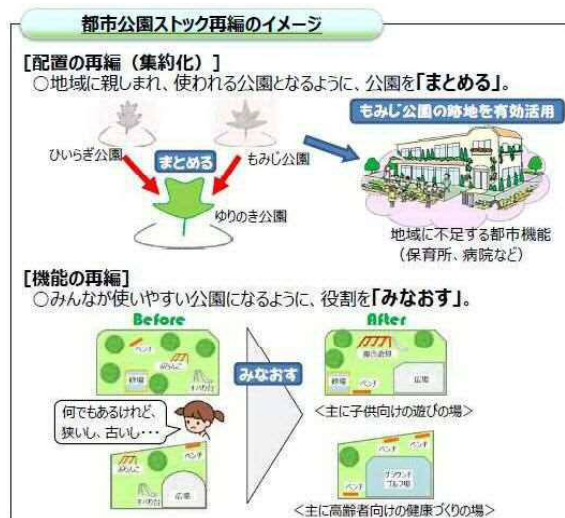 都市公園ストック再編のイメージ
[配置の再編（集約化）]
○地域に親しまれ、使われる公園となるように、公園を「まとめる」。
もみじ公園の跡地を有効活用
ひいらぎ公園
まとめる
もみじ公園
ゆりのき公園
地域に不足する都市機能
（保育所、病院など）
[機能の再編]
○みんなが使いやすい公園になるように、役割を「みなおす」。
Before
After
ベンチ
ぶらんこ
砂場
すべり台
みなおす
複合遊具
砂場
広場
ベンチ
<主に子供向けの遊びの場>
何でもあるけれど、
狭いし、古いし・・・
ぶらんこ
ベンチ
すべり台
広場
ベンチ
ベンチ
グラウンド
ゴルフ場
<主に高齢者向けの健康づくりの場>